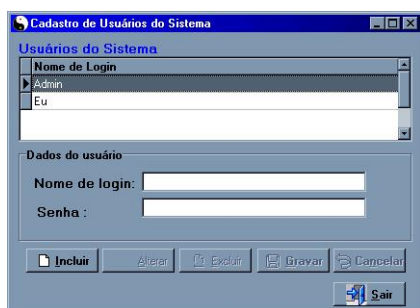 Cadastro de Usuários do Sistema
Usuários do Sistema
Nome de Login
Admin
Eu
Dados do usuário
Nome de login:
Senha :
Incluir Alterar Excluir Gravar Cancelar
Sair